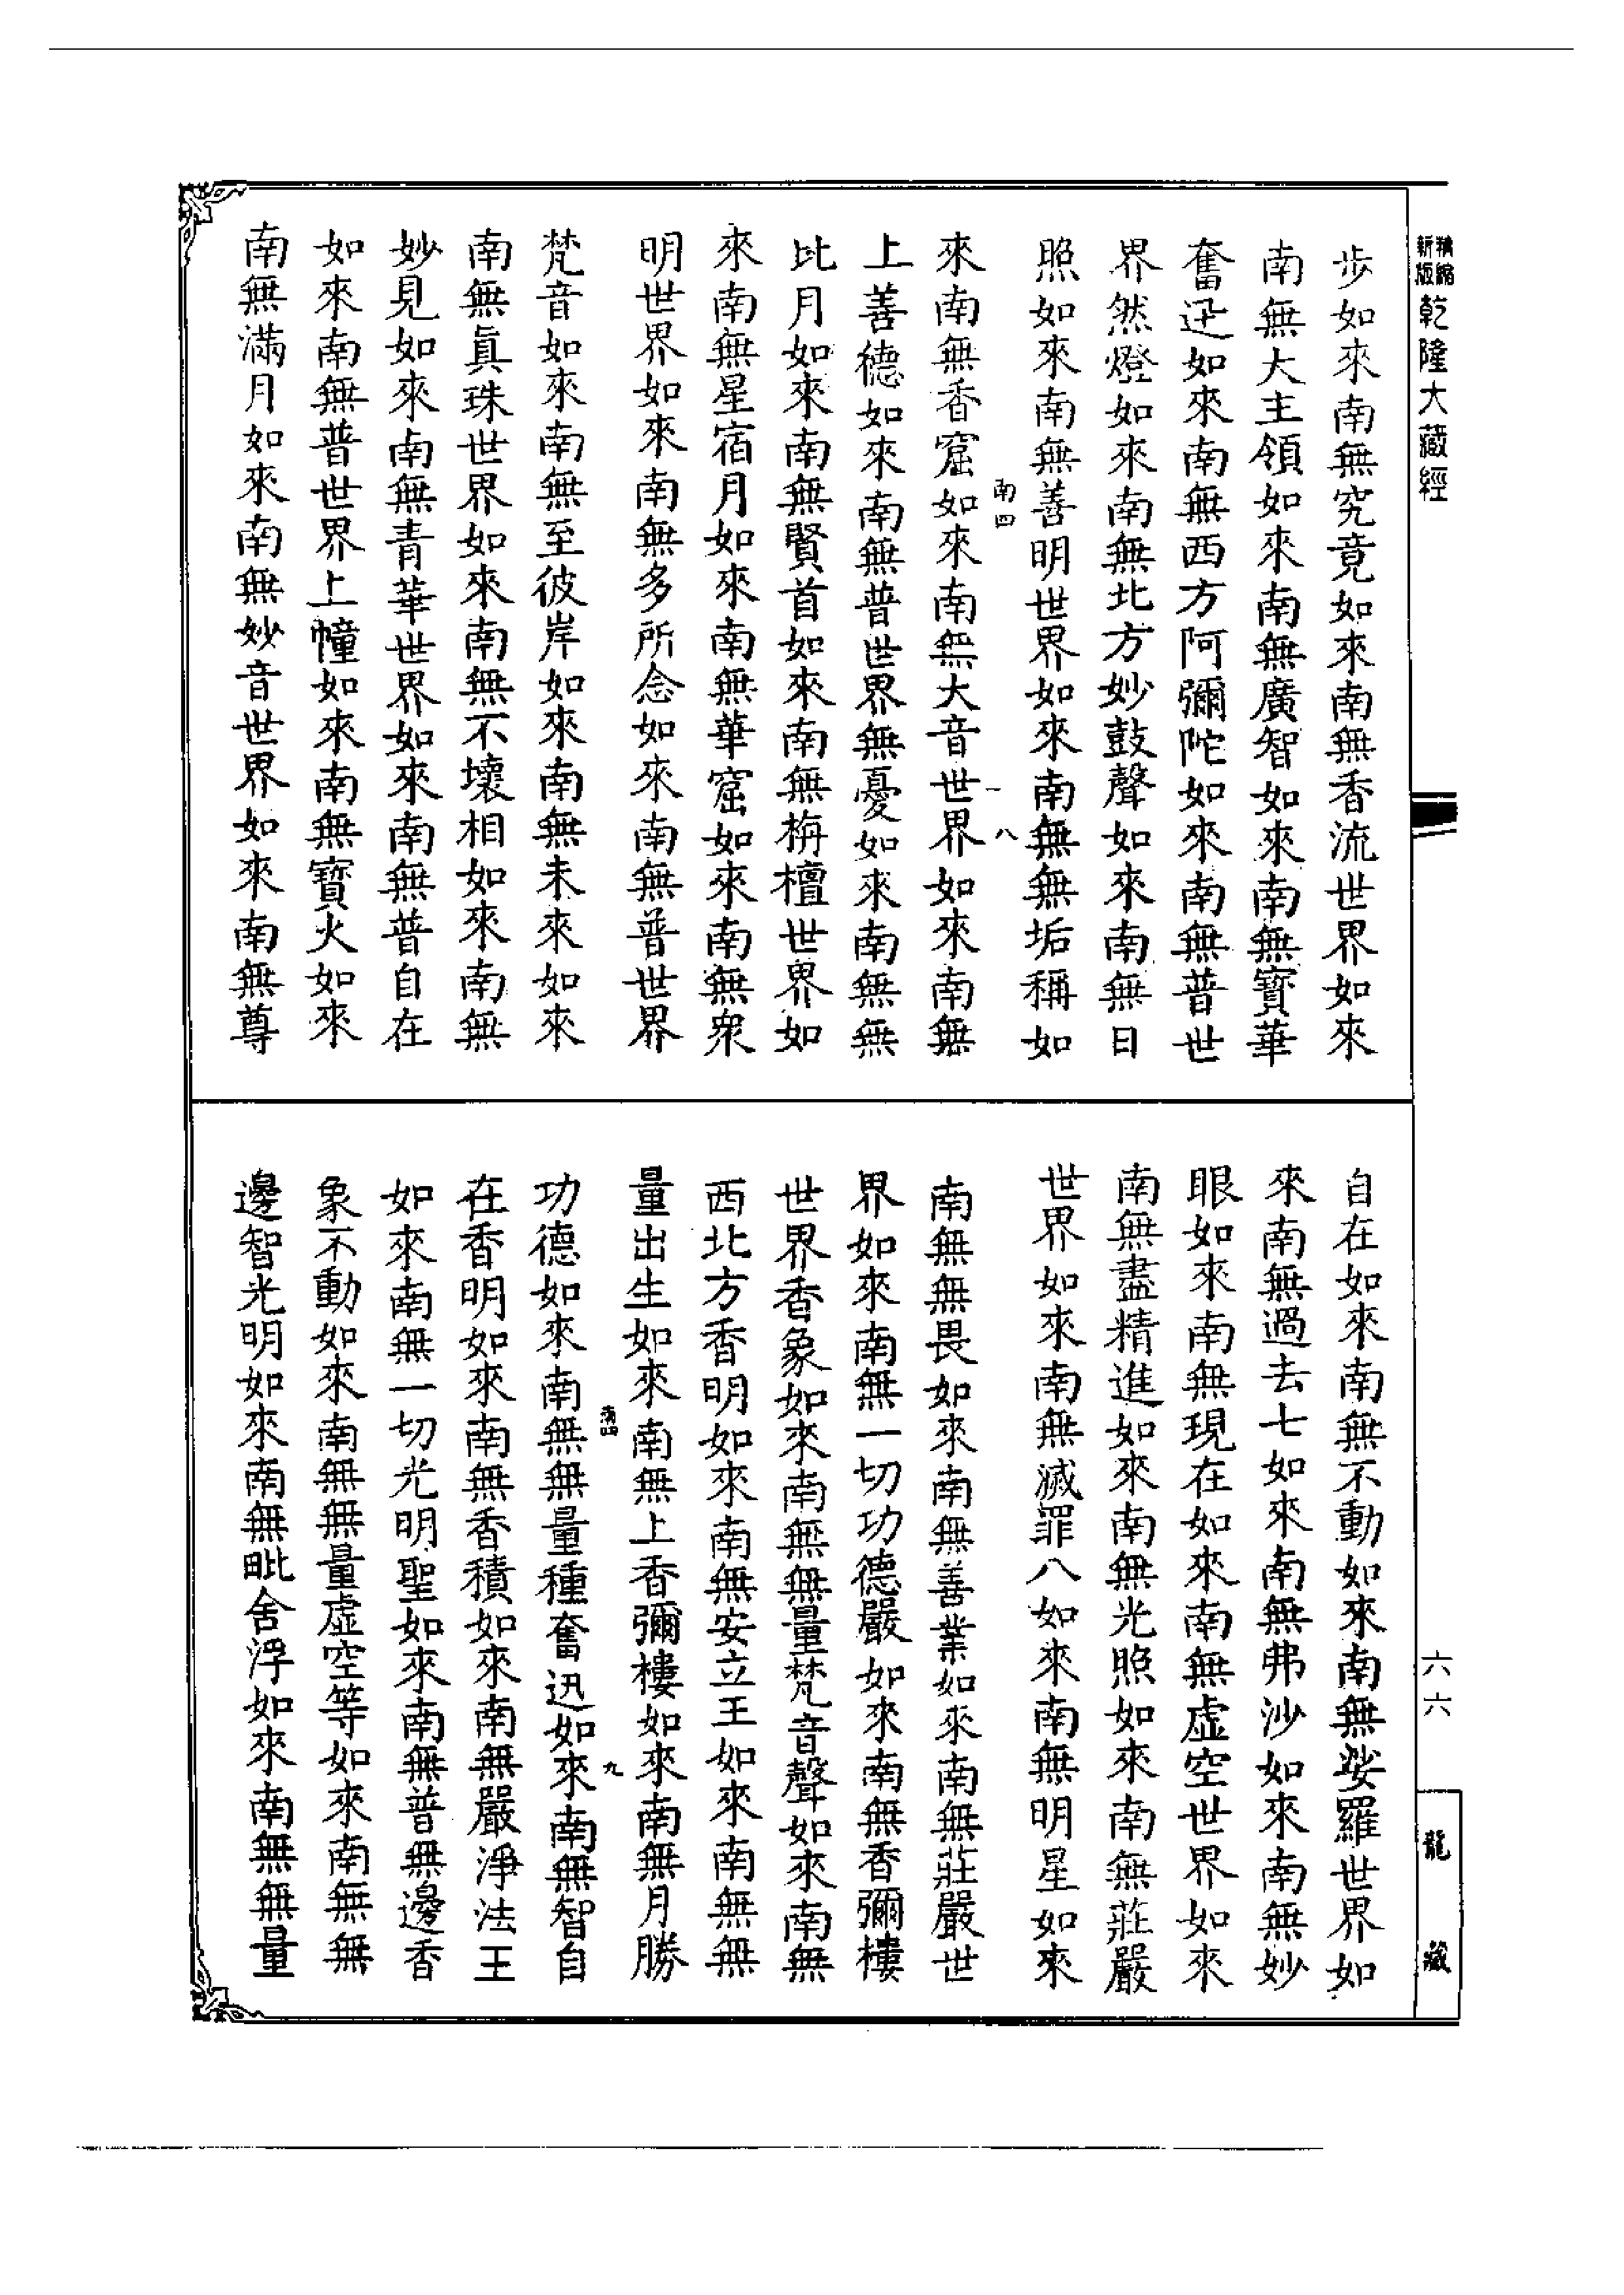 精縮新版乾隆大藏經
步如來南無究竟如來南無香流世界如來
南無大主領如來南無廣智如來南無寶華
奮迅如來南無西方阿彌陀如來南無普世
界然燈如來南無北方妙鼓聲如來南無日
照如來南無善明世界如來南無無垢稱如
南四 八
來南無香窟如來南無大音世界如來南無
上善德如來南無普世界無憂如來南無無
比月如來南無賢首如來南無栴檀世界如
來南無星宿月如來南無華窟如來南無眾
明世界如來南無多所念如來南無普世界
梵音如來南無至彼岸如來南無未來如來
南無真珠世界如來南無不壞相如來南無
妙見如來南無青華世界如來南無普自在
如來南無普世界上幢如來南無寶火如來
南無滿月如來南無妙音世界如來南無尊
六六
龍藏
自在如來南無不動如來南無娑羅世界如
來南無過去七如來南無弗沙如來南無妙
眼如來南無現在如來南無虛空世界如來
南無盡精進如來南無光照如來南無莊嚴
世界如來南無滅罪八如來南無明星如來
南無無畏如來南無善業如來南無莊嚴世
界如來南無一切功德嚴如來南無香彌樓
世界香象如來南無無量梵音聲如來南無
西北方香明如來南無安立王如來南無無
量出生如來南無上香彌樓如來南無月勝
南四 九
功德如來南無無量種奮迅如來南無智自
在香明如來南無香積如來南無嚴淨法王
如來南無一切光明聖如來南無普無邊香
象不動如來南無無量虛空等如來南無無
邊智光明如來南無毗舍浮如來南無無量